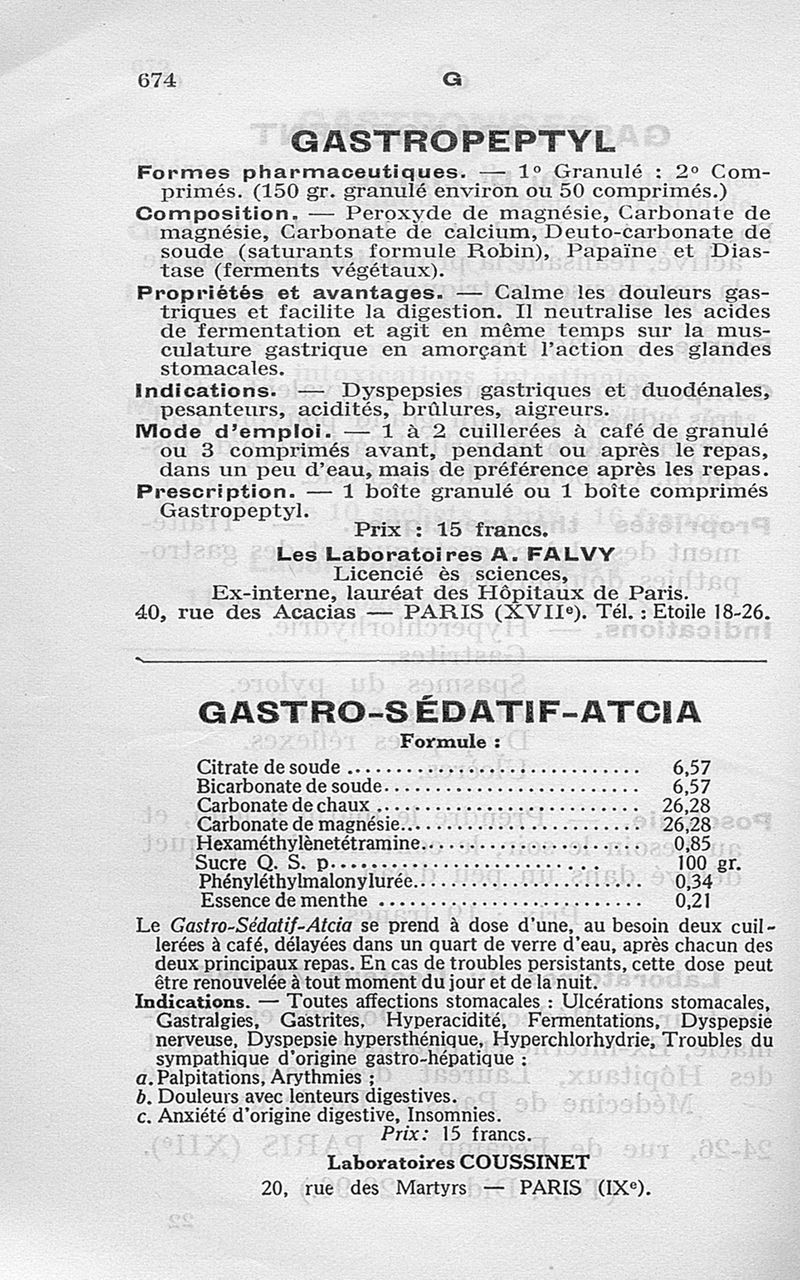 674
G
GASTROPEPTYL
Formes pharmaceutiques. — 1º Granulé : 2º Com-
primés. (150 gr. granulé environ ou 50 comprimés.)
Composition. — Peroxyde de magnésie, Carbonate de
magnésie, Carbonate de calcium, Deuto-carbonate de
soude (saturants formule Robin), Papaïne et Dias-
tase (ferments végétaux).
Propriétés et avantages. — Calme les douleurs gas-
triques et facilite la digestion. Il neutralise les acides
de fermentation et agit en même temps sur la mus-
culature gastrique en amorçant l'action des glandes
stomacales.
Indications. — Dyspepsies gastriques et duodénales,
pesanteurs, acidités, brûlures, aigreurs.
Mode d'emploi. — 1 à 2 cuillerées à café de granulé
ou 3 comprimés avant, pendant ou après le repas,
dans un peu d'eau, mais de préférence après les repas.
Prescription. — 1 boîte granulé ou 1 boîte comprimés
Gastropeptyl.
Prix : 15 francs.
Les Laboratoires A. FALVY
Licencié ès sciences,
Ex-interne, lauréat des Hôpitaux de Paris.
40, rue des Acacias — PARIS (XVIIe). Tél. : Etoile 18-26.
GASTRO-SÉDATIF-ATCIA
Formule :
Citrate de soude .............................. 6,57
Bicarbonate de soude.......................... 6,57
Carbonate de chaux ........................... 26,28
Carbonate de magnésie......................... 26,28
Hexaméthylènetétramine....................... 0,85
Sucre Q. S. p............................ 100 gr.
Phényléthylmalonylurée........................ 0,34
Essence de menthe ........................... 0,21
Le Gastro-Sédatif-Atcia se prend à dose d'une, au besoin deux cuil-
lerées à café, délayées dans un quart de verre d'eau, après chacun des
deux principaux repas. En cas de troubles persistants, cette dose peut
être renouvelée à tout moment du jour et de la nuit.
Indications. — Toutes affections stomacales : Ulcérations stomacales,
Gastralgies, Gastrites, Hyperacidité, Fermentations, Dyspepsie
nerveuse, Dyspepsie hypersthénique, Hyperchlorhydrie, Troubles du
sympathique d'origine gastro-hépatique :
a. Palpitations, Arythmies ;
b. Douleurs avec lenteurs digestives.
c. Anxiété d'origine digestive, Insomnies.
Prix : 15 francs.
Laboratoires COUSSINET
20, rue des Martyrs — PARIS (IXe).